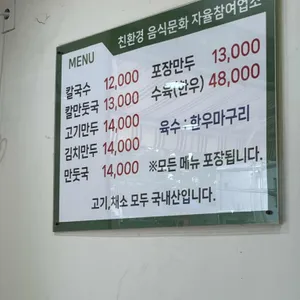 친환경 음식문화 자율참여업소
MENU
칼국수 12,000
칼만둣국 13,000
고기만두 14,000
김치만두 14,000
만둣국 14,000
포장만두 13,000
수육(한우) 48,000
육수 : 한우마구리
※모든 메뉴 포장됩니다.
고기,채소 모두 국내산입니다.